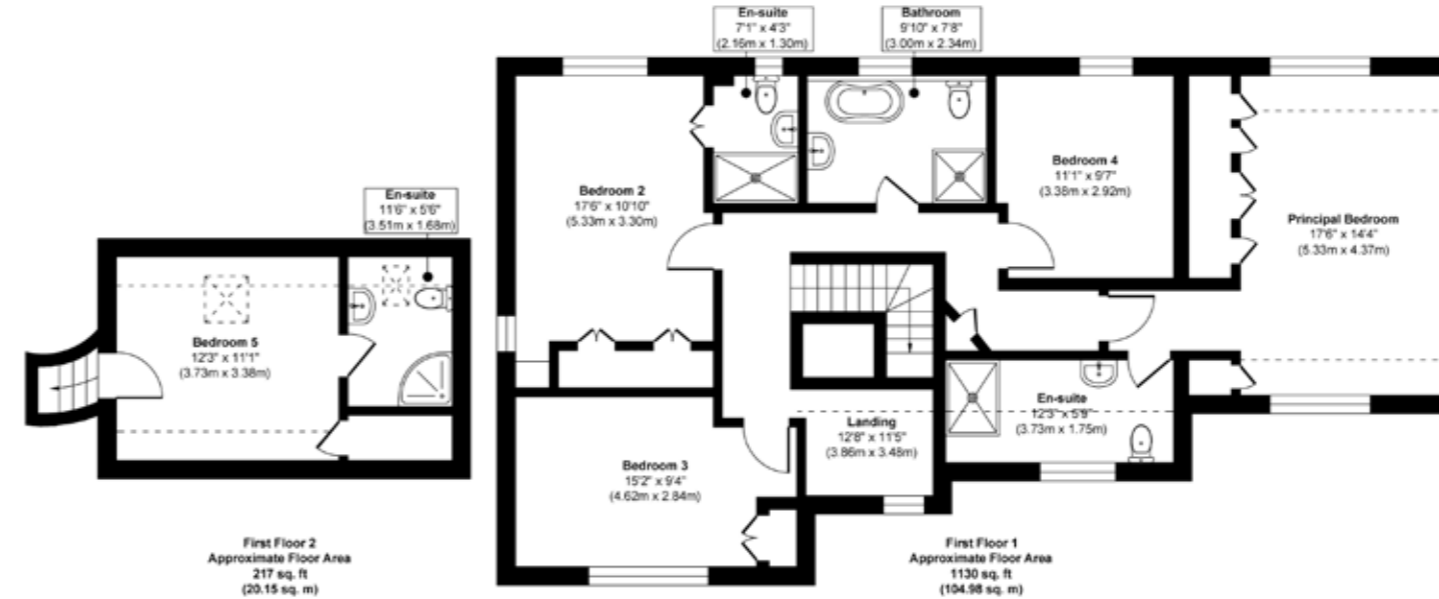 En-suite
7'1" x 4'3"
(2.16m x 1.30m)
Bathroom
9'10" x 7'8"
(3.00m x 2.34m)
Bedroom 2
17'6" x 10'10"
(5.33m x 3.30m)
Bedroom 4
11'1" x 9'7"
(3.38m x 2.92m)
Principal Bedroom
17'6" x 14'4"
(5.33m x 4.37m)
En-suite
11'6" x 5'6"
(3.51m x 1.68m)
Bedroom 5
12'3" x 11'1"
(3.73m x 3.38m)
En-suite
12'3" x 5'9"
(3.73m x 1.75m)
Landing
12'8" x 11'5"
(3.86m x 3.48m)
Bedroom 3
15'2" x 9'4"
(4.62m x 2.84m)
First Floor 2
Approximate Floor Area
217 sq. ft
(20.15 sq. m)
First Floor 1
Approximate Floor Area
1130 sq. ft
(104.98 sq. m)